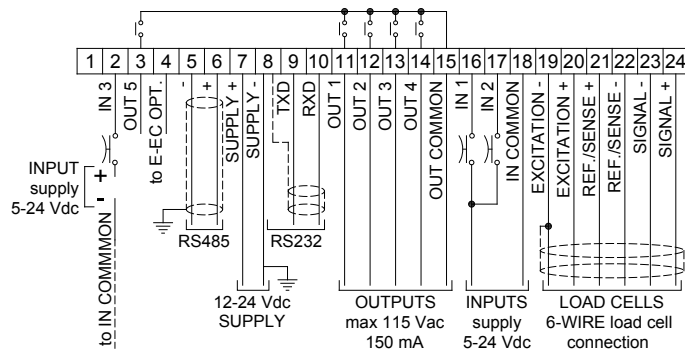 1 2 3 4 5 6 7 8 9 10 11 12 13 14 15 16 17 18 19 20 21 22 23 24
IN 3
OUT 5
to E-EC OPT.
-
+
SUPPLY +
SUPPLY -
TXD
RXD
OUT 1
OUT 2
OUT 3
OUT 4
OUT COMMON
IN 1
IN 2
IN COMMON
EXCITATION -
EXCITATION +
REF./SENSE +
REF./SENSE -
SIGNAL -
SIGNAL +
INPUT
supply
5-24 Vdc
+
-
to IN COMMMON
RS485
RS232
12-24 Vdc
SUPPLY
OUTPUTS
max 115 Vac
150 mA
INPUTS
supply
5-24 Vdc
LOAD CELLS
6-WIRE load cell
connection